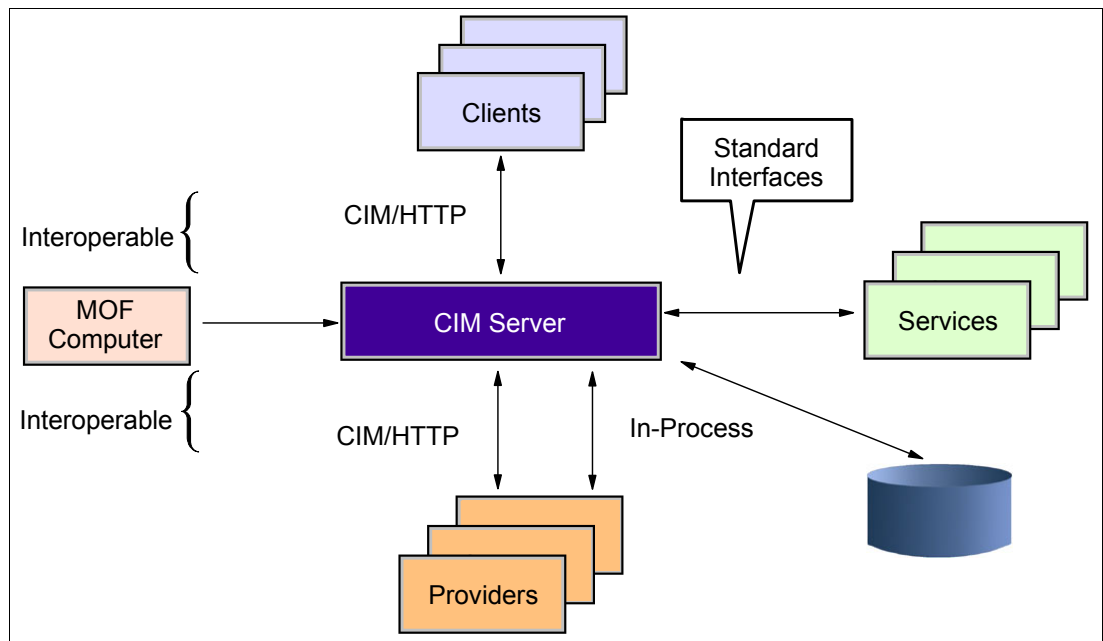 Clients
Standard
Interfaces
CIM/HTTP
Interoperable
MOF
Computer
CIM Server
Services
Interoperable
CIM/HTTP
In-Process
Providers